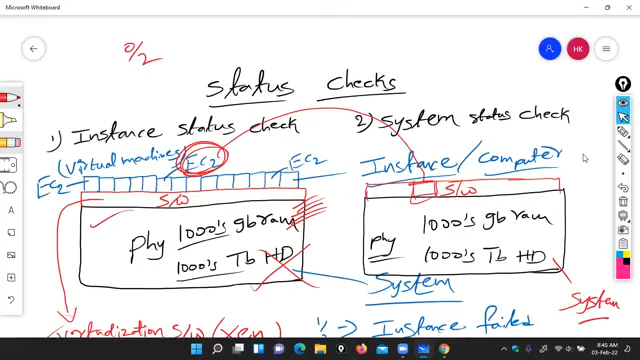 Microsoft Whiteboard
HK
0/2
Status checks
1) Instance status check
2) System status check
(Virtual machines)
EC2
EC2
EC2
Instance/computer
S/W
S/W
phy 1000's gb ram
1000's Tb HD
phy
1000's gb ram
1000's Tb HD
System
System
S/W (Xen)
1/2 -> Instance failed
8:45 AM
03-Feb-22